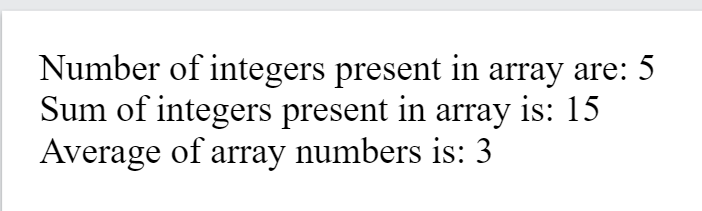 Number of integers present in array are: 5
Sum of integers present in array is: 15
Average of array numbers is: 3